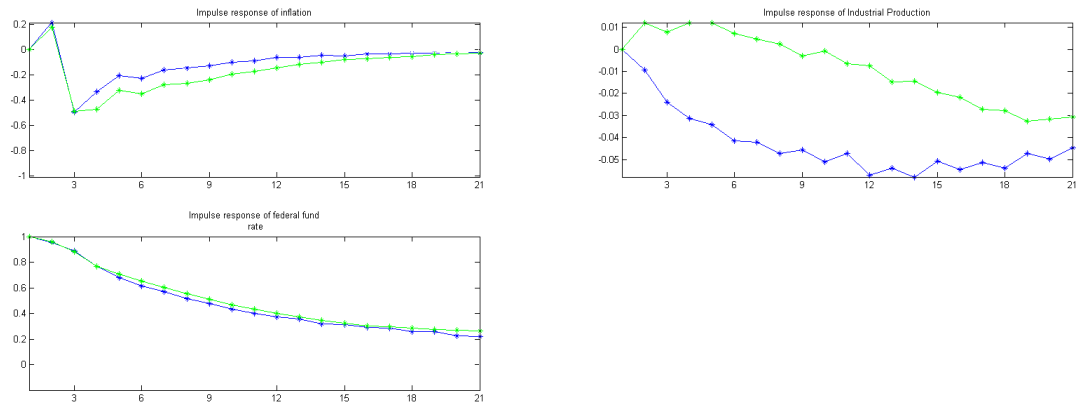 Impulse response of inflation
0.2
0
-0.2
-0.4
-0.6
-0.8
-1
3 6 9 12 15 18 21
Impulse response of Industrial Production
0.01
0
-0.01
-0.02
-0.03
-0.04
-0.05
3 6 9 12 15 18 21
Impulse response of federal fund
rate
1
0.8
0.6
0.4
0.2
0
3 6 9 12 15 18 21